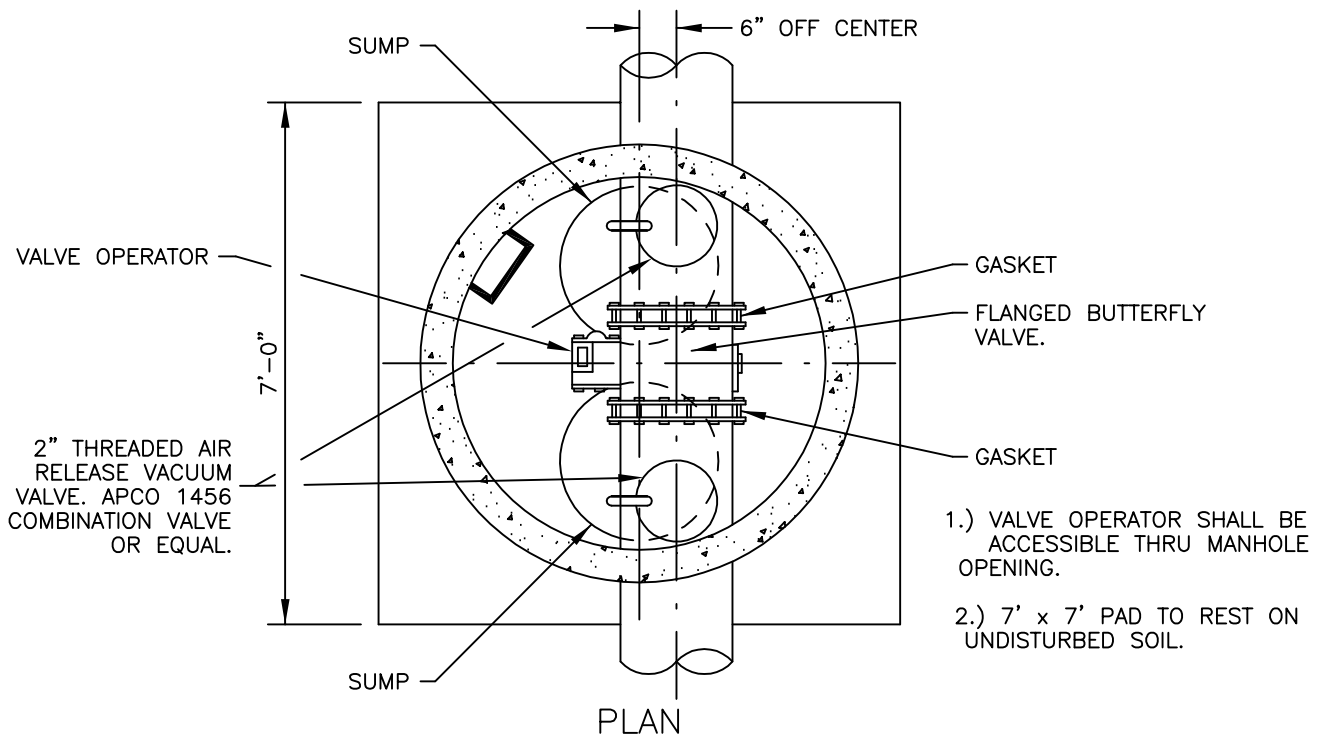 6” OFF CENTER
SUMP
VALVE OPERATOR
GASKET
FLANGED BUTTERFLY
VALVE.
7’-0”
2” THREADED AIR
RELEASE VACUUM
VALVE. APCO 1456
COMBINATION VALVE
OR EQUAL.
GASKET
1.) VALVE OPERATOR SHALL BE
ACCESSIBLE THRU MANHOLE
OPENING.
2.) 7’ x 7’ PAD TO REST ON
UNDISTURBED SOIL.
SUMP
PLAN